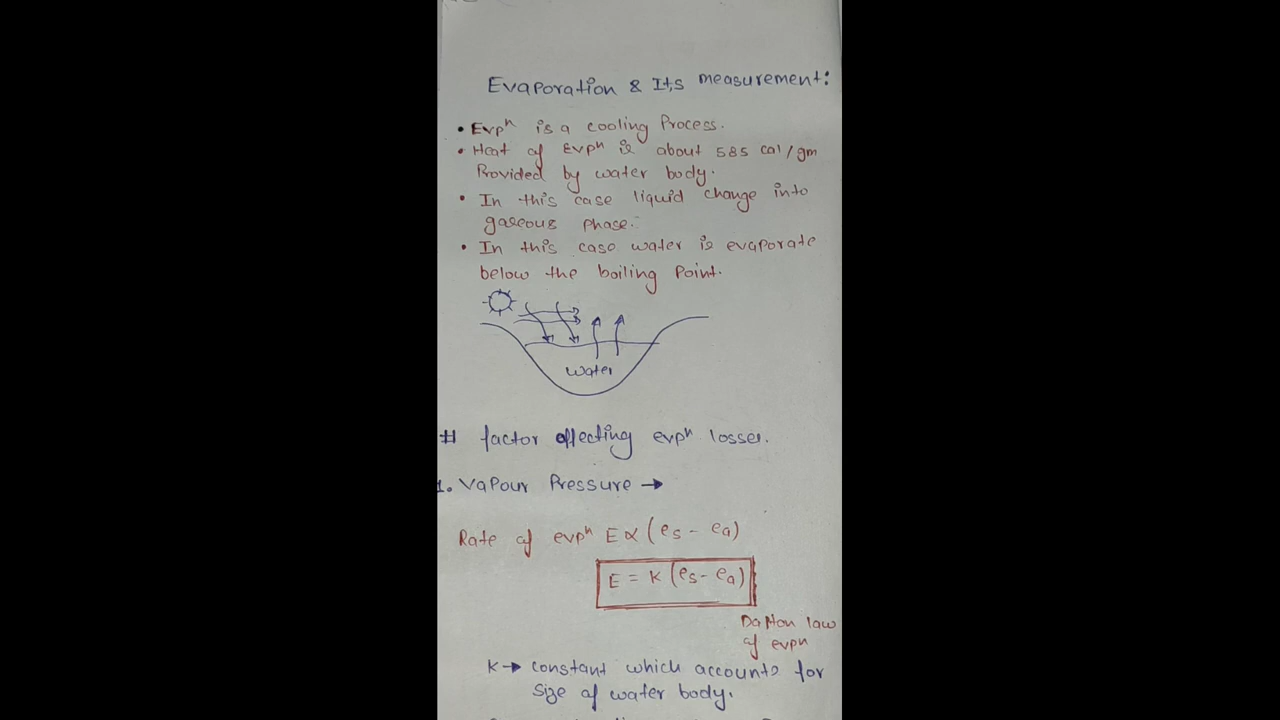 Evaporation & Its measurement:
• Evpⁿ is a cooling Process.
• Heat of Evpⁿ is about 585 cal/gm
Provided by water body.
• In this case liquid change into
gaseous phase.
• In this case water is evaporate
below the boiling Point.
water
# factor affecting evpⁿ losses.
1. Vapour Pressure →
Rate of evpⁿ E ∝ (es - ea)
E = K (es - ea)
Dalton law
of evpⁿ
K → constant which accounts for
size of water body.